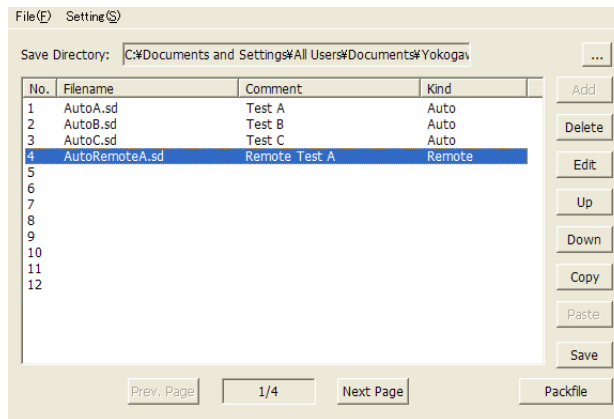 File(F) Setting(S)
Save Directory: C:¥Documents and Settings¥All Users¥Documents¥Yokogaw ...
No. Filename Comment Kind Add
1 AutoA.sd Test A Auto
2 AutoB.sd Test B Auto Delete
3 AutoC.sd Test C Auto
4 AutoRemoteA.sd Remote Test A Remote Edit
5
6
7 Up
8
9 Down
10
11 Copy
12
Paste
Save
Prev. Page 1/4 Next Page Packfile